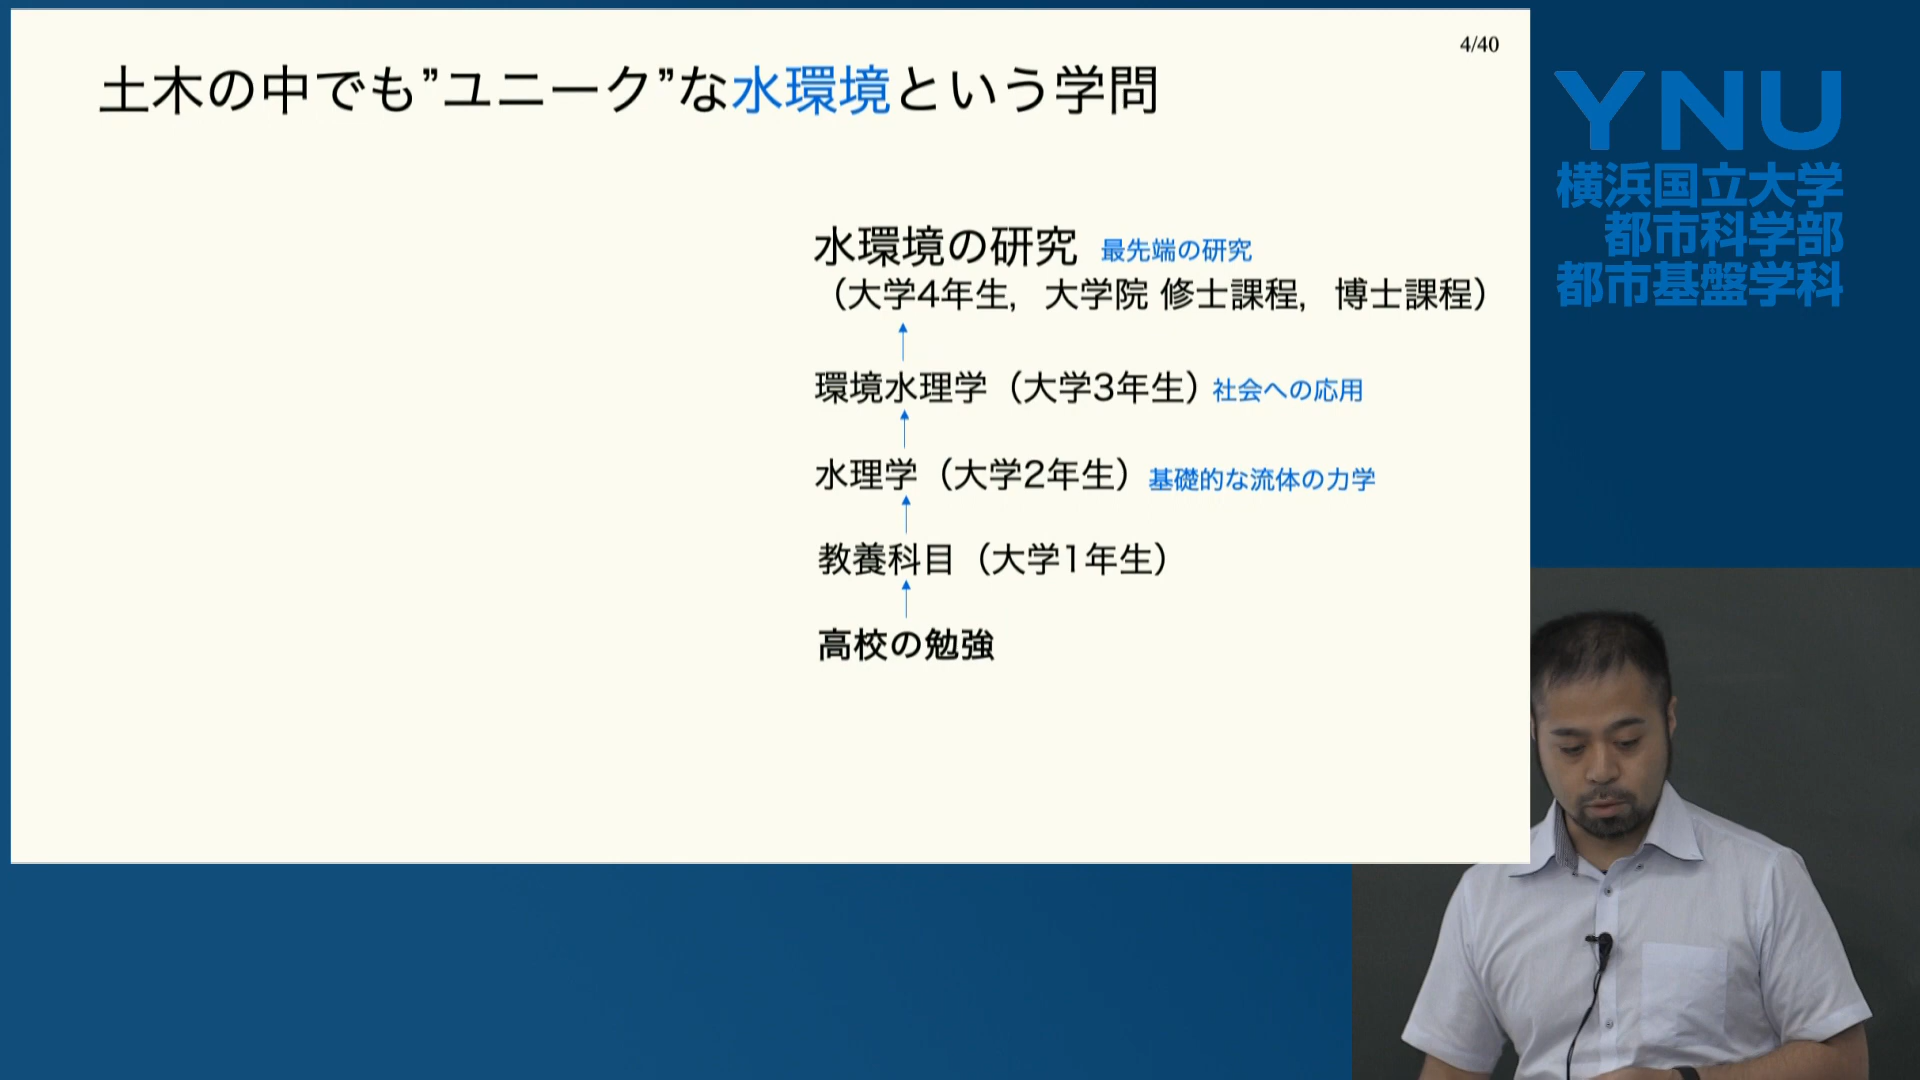 4/40
土木の中でも”ユニーク”な水環境という学問
水環境の研究 最先端の研究
（大学4年生，大学院 修士課程，博士課程）
環境水理学（大学3年生）社会への応用
水理学（大学2年生）基礎的な流体の力学
教養科目（大学1年生）
高校の勉強
YNU
横浜国立大学
都市科学部
都市基盤学科